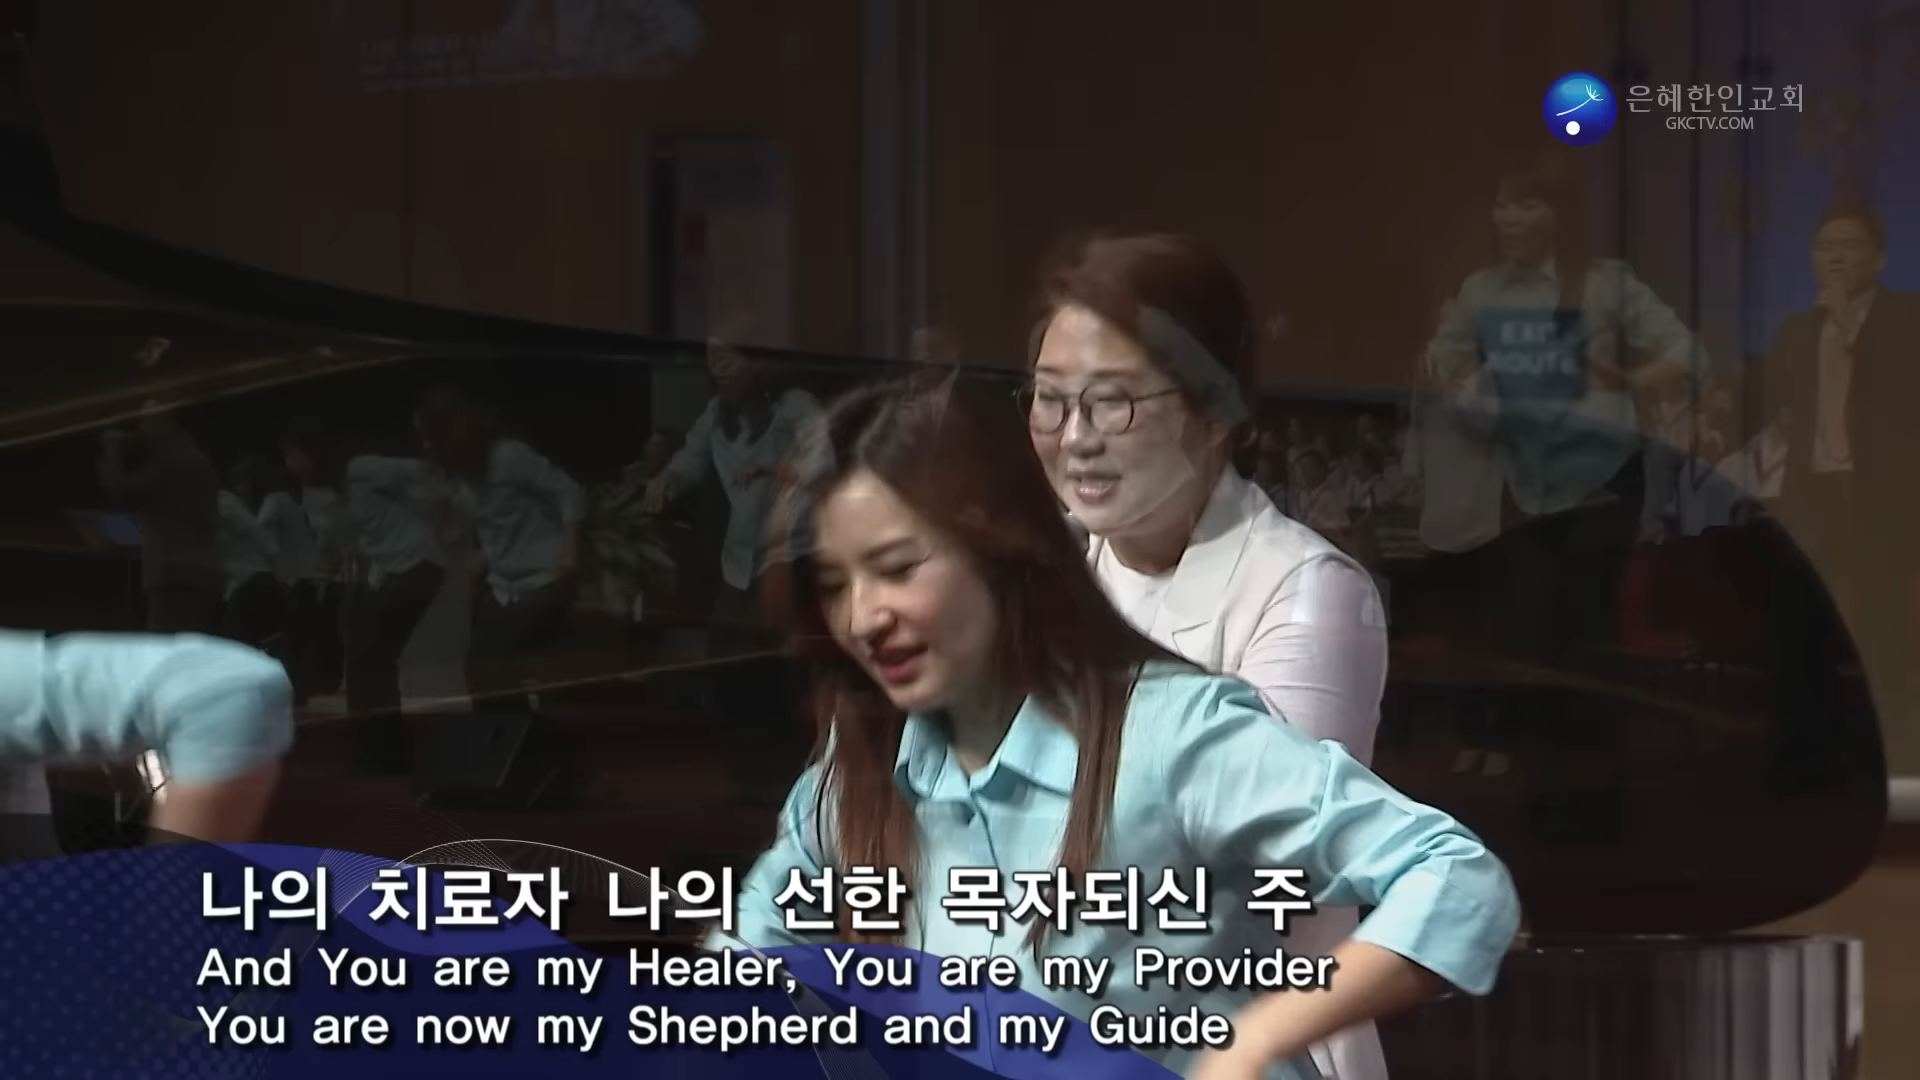 은혜한인교회
GKCTV.COM
EXIT
ROUTE
나의 치료자 나의 선한 목자되신 주
And You are my Healer, You are my Provider
You are now my Shepherd and my Guide